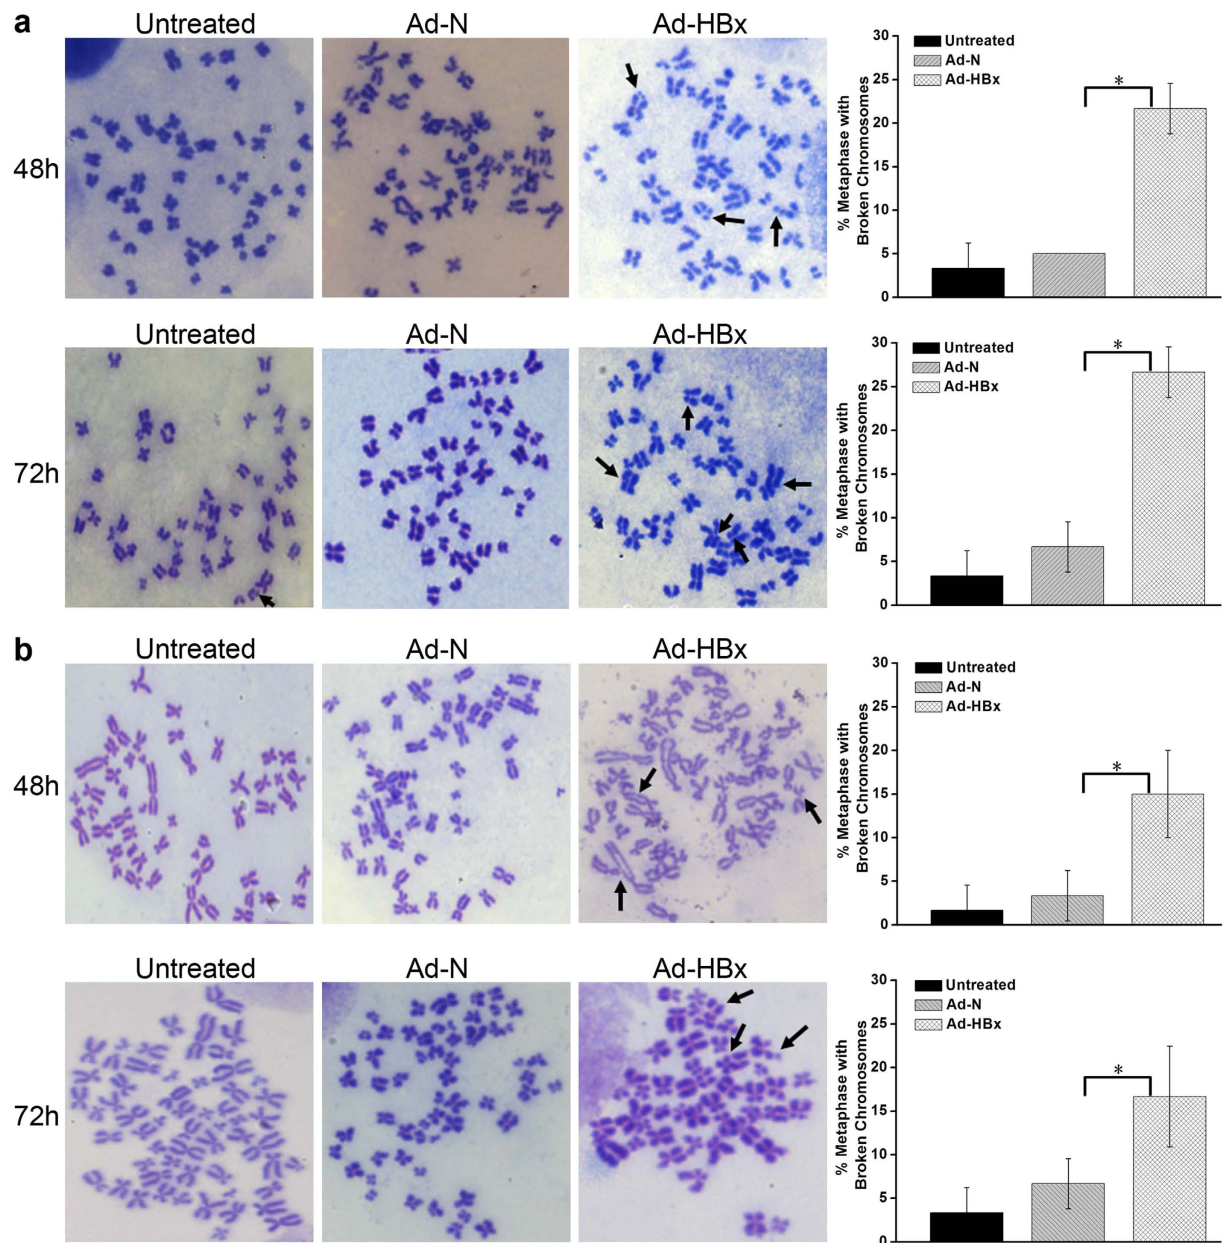 a
Untreated
Ad-N
Ad-HBx
48h
% Metaphase with
Broken Chromosomes
30
25
20
15
10
5
0
Untreated
Ad-N
Ad-HBx
*
Untreated
Ad-N
Ad-HBx
72h
% Metaphase with
Broken Chromosomes
30
25
20
15
10
5
0
Untreated
Ad-N
Ad-HBx
*
b
Untreated
Ad-N
Ad-HBx
48h
% Metaphase with
Broken Chromosomes
30
25
20
15
10
5
0
Untreated
Ad-N
Ad-HBx
*
Untreated
Ad-N
Ad-HBx
72h
% Metaphase with
Broken Chromosomes
30
25
20
15
10
5
0
Untreated
Ad-N
Ad-HBx
*